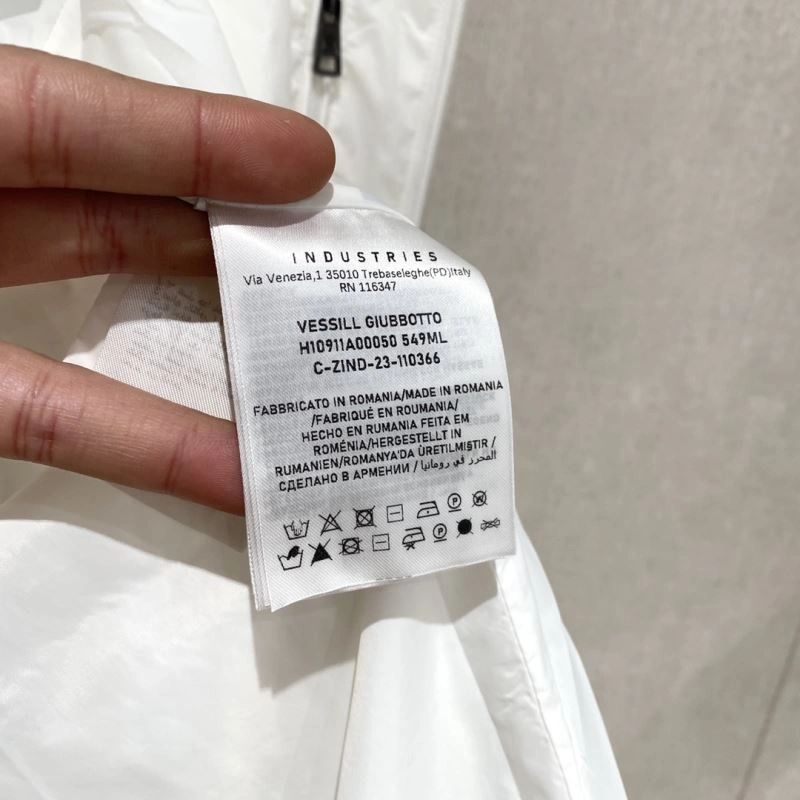 INDUSTRIES
Via Venezia,1 35010 Trebaseleghe(PD)Italy
RN 116347
VESSILL GIUBBOTTO
H10911A00050 549ML
C-ZIND-23-110366
FABBRICATO IN ROMANIA/MADE IN ROMANIA
/FABRIQUÉ EN ROUMANIA/
HECHO EN RUMANIA FEITA EM
ROMÉNIA/HERGESTELLT IN
RUMANIEN/ROMANYA'DA ÜRETILMIŞTIR /
СДЕЛАНО В АРМЕНИИ / المحرز في رومانيا